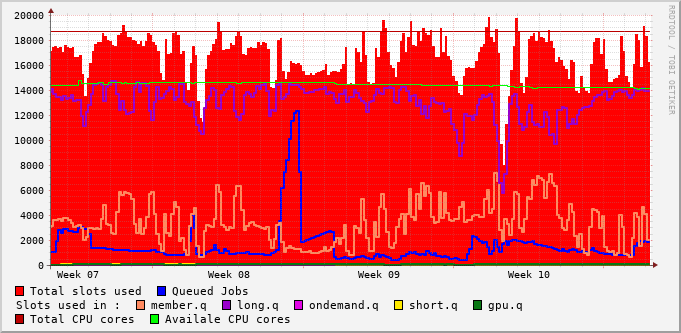 20000
18000
16000
14000
12000
10000
8000
6000
4000
2000
0
Week 07 Week 08 Week 09 Week 10
RRDTOOL / TOBI OETIKER
Total slots used Queued Jobs
Slots used in : member.q long.q ondemand.q short.q gpu.q
Total CPU cores Availale CPU cores